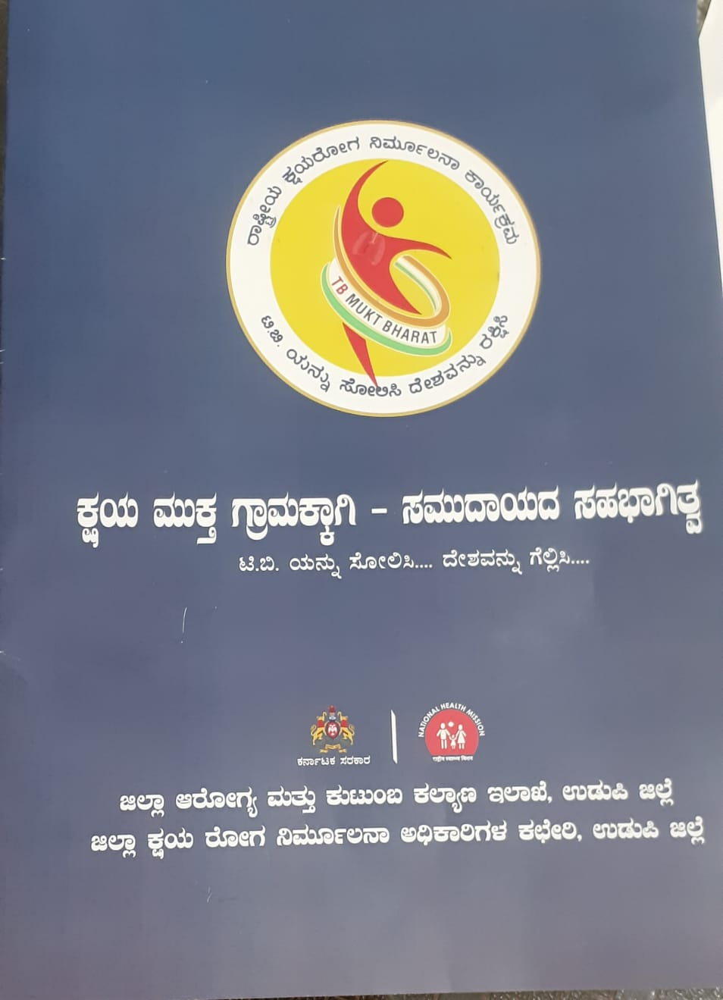 ರಾಷ್ಟ್ರೀಯ ಕ್ಷಯರೋಗ ನಿರ್ಮೂಲನಾ ಕಾರ್ಯಕ್ರಮ
TB MUKT BHARAT
ಟಿ.ಬಿ. ಯನ್ನು ಸೋಲಿಸಿ ದೇಶವನ್ನು ರಕ್ಷಿಸಿ
ಕ್ಷಯ ಮುಕ್ತ ಗ್ರಾಮಕ್ಕಾಗಿ - ಸಮುದಾಯದ ಸಹಭಾಗಿತ್ವ
ಟಿ.ಬಿ. ಯನ್ನು ಸೋಲಿಸಿ.... ದೇಶವನ್ನು ಗೆಲ್ಲಿಸಿ....
NATIONAL HEALTH MISSION
राष्ट्रीय स्वास्थ्य मिशन
ಕರ್ನಾಟಕ ಸರಕಾರ
ಜಿಲ್ಲಾ ಆರೋಗ್ಯ ಮತ್ತು ಕುಟುಂಬ ಕಲ್ಯಾಣ ಇಲಾಖೆ, ಉಡುಪಿ ಜಿಲ್ಲೆ
ಜಿಲ್ಲಾ ಕ್ಷಯ ರೋಗ ನಿರ್ಮೂಲನಾ ಅಧಿಕಾರಿಗಳ ಕಛೇರಿ, ಉಡುಪಿ ಜಿಲ್ಲೆ